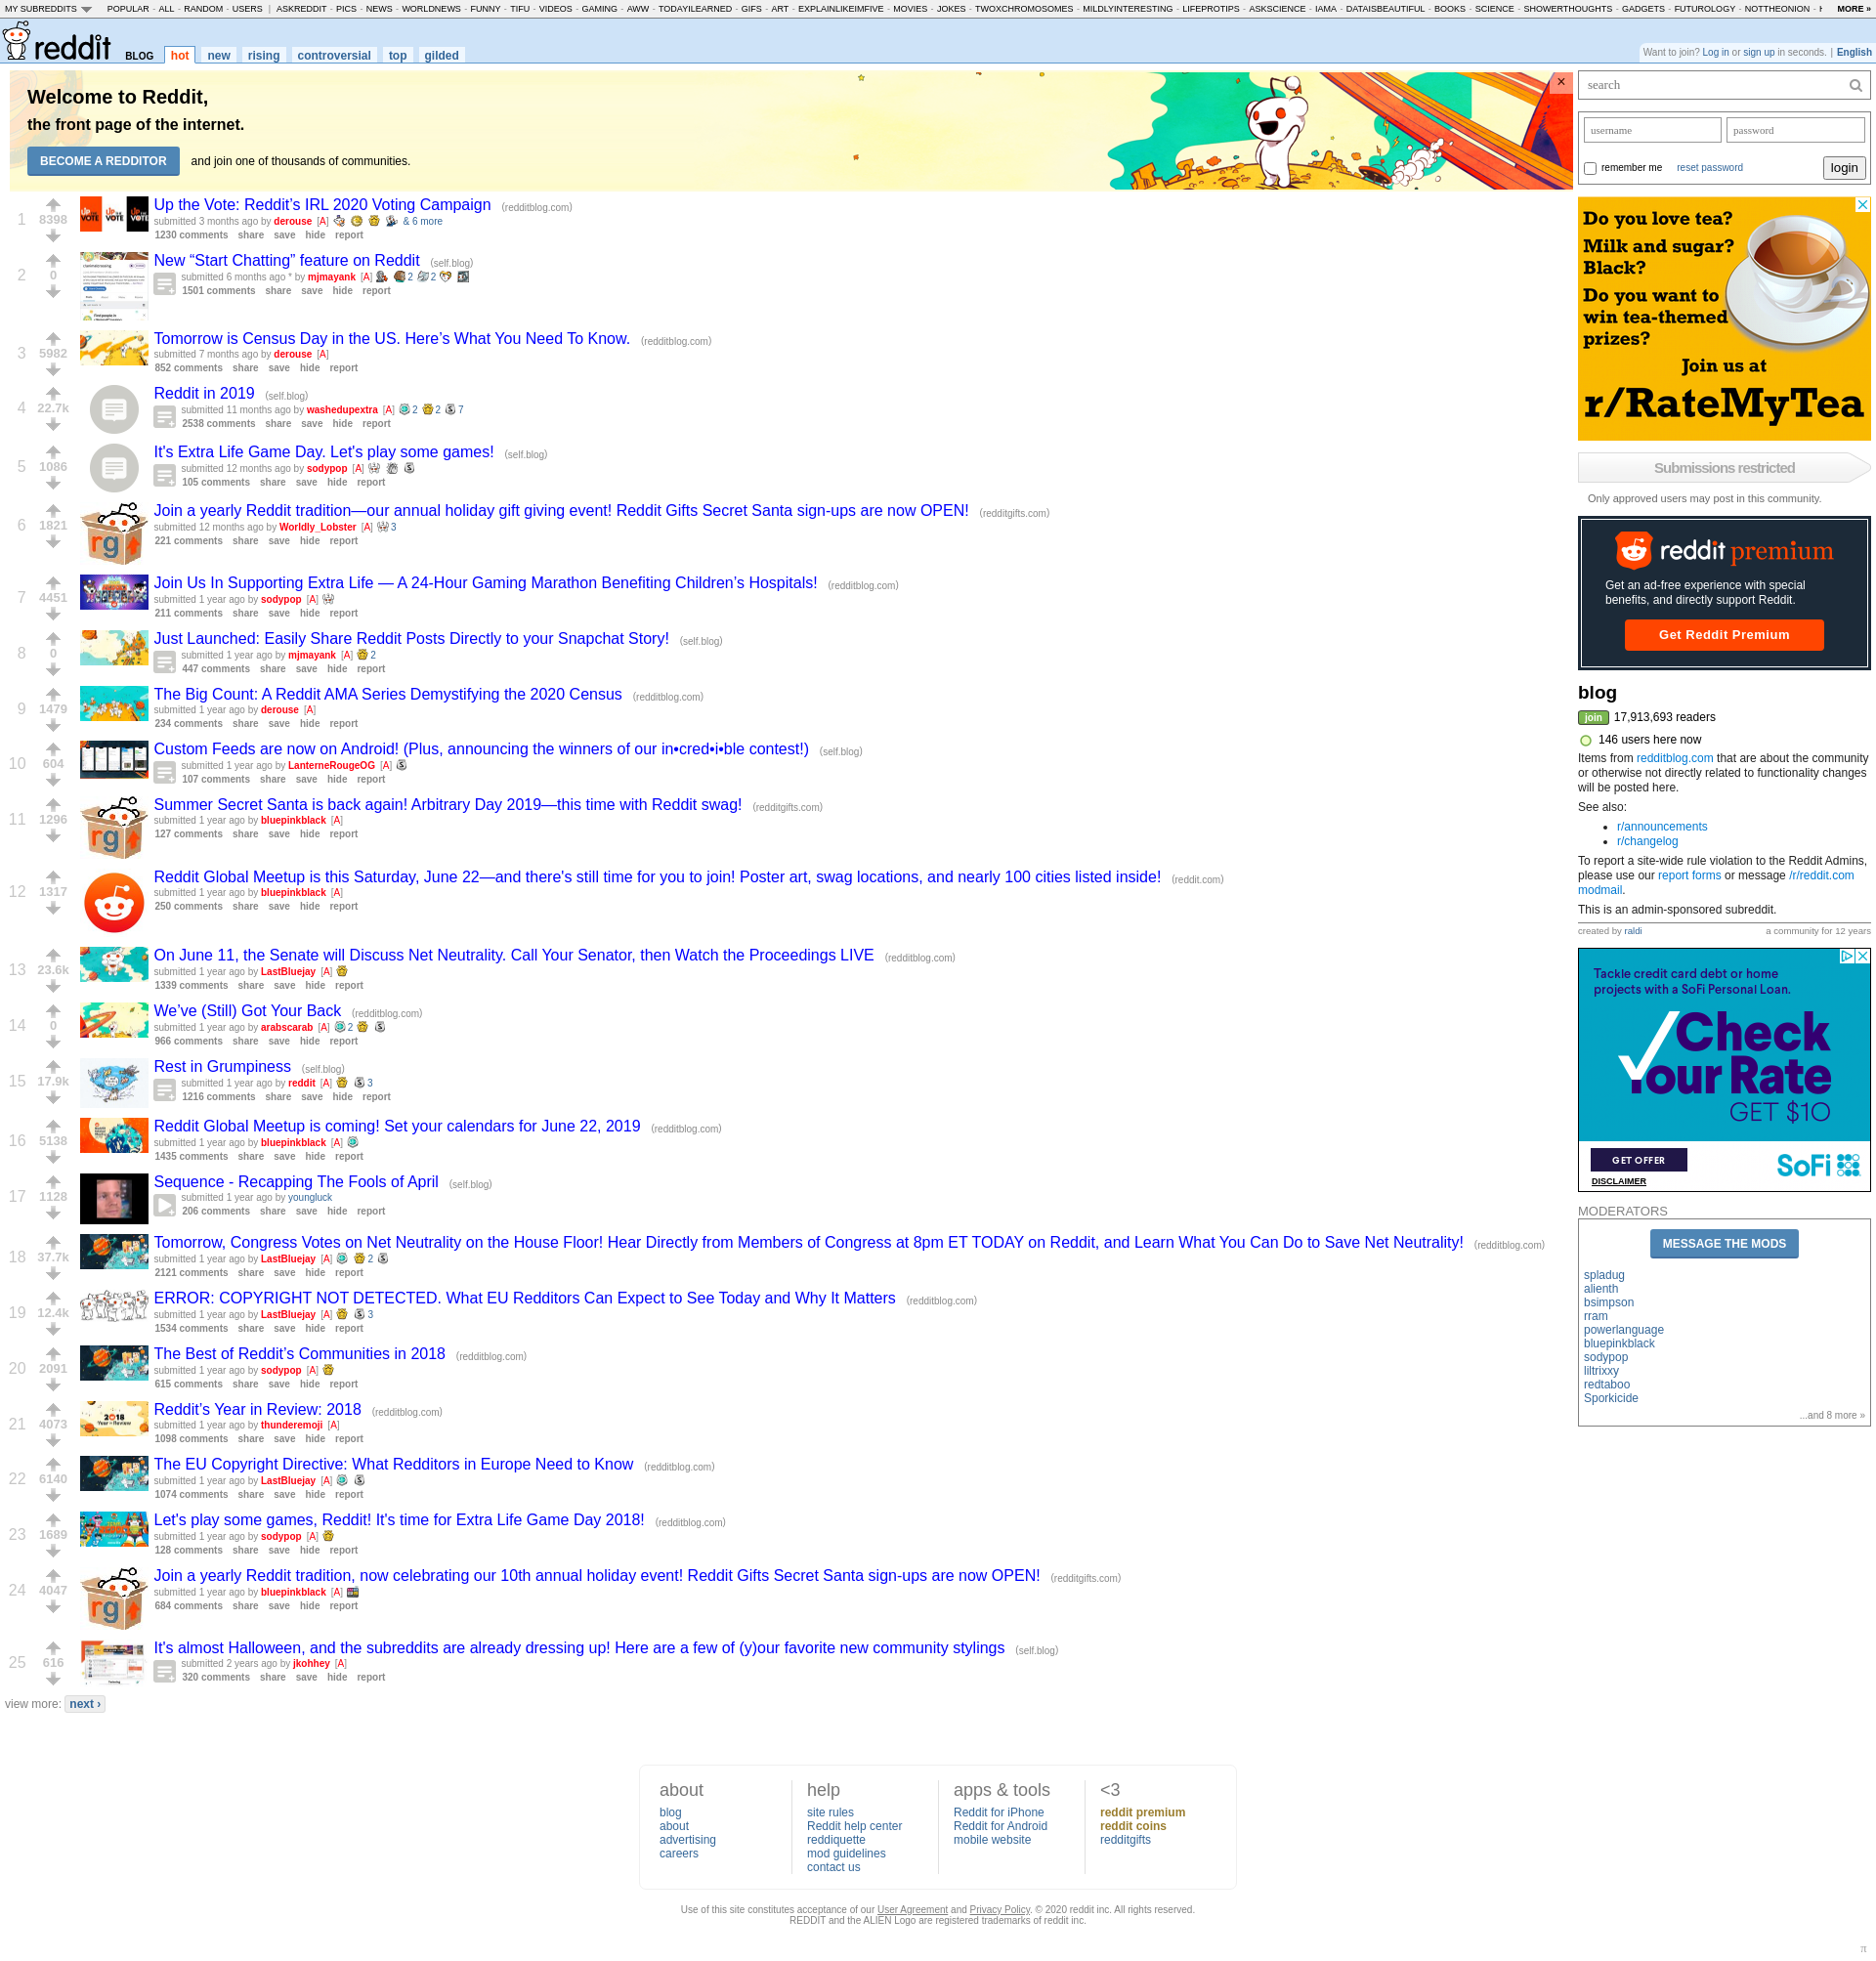 MY SUBREDDITS POPULAR - ALL - RANDOM - USERS | ASKREDDIT - PICS - NEWS - WORLDNEWS - FUNNY - TIFU - VIDEOS - GAMING - AWW - TODAYILEARNED - GIFS - ART - EXPLAINLIKEIMFIVE - MOVIES - JOKES - TWOXCHROMOSOMES - MILDLYINTERESTING - LIFEPROTIPS - ASKSCIENCE - IAMA - DATAISBEAUTIFUL - BOOKS - SCIENCE - SHOWERTHOUGHTS - GADGETS - FUTUROLOGY - NOTTHEONION - MORE »
reddit BLOG hot new rising controversial top gilded
Want to join? Log in or sign up in seconds. | English
Welcome to Reddit,
the front page of the internet.
BECOME A REDDITOR and join one of thousands of communities.
×
1 8398 Up the Vote: Reddit’s IRL 2020 Voting Campaign (redditblog.com)
submitted 3 months ago by derouse [A] & 6 more
1230 comments share save hide report
2 0 New “Start Chatting” feature on Reddit (self.blog)
submitted 6 months ago * by mjmayank [A] 2 2
1501 comments share save hide report
3 5982 Tomorrow is Census Day in the US. Here’s What You Need To Know. (redditblog.com)
submitted 7 months ago by derouse [A]
852 comments share save hide report
4 22.7k Reddit in 2019 (self.blog)
submitted 11 months ago by washedupextra [A] 2 2 7
2538 comments share save hide report
5 1086 It's Extra Life Game Day. Let's play some games! (self.blog)
submitted 12 months ago by sodypop [A]
105 comments share save hide report
6 1821 Join a yearly Reddit tradition—our annual holiday gift giving event! Reddit Gifts Secret Santa sign-ups are now OPEN! (redditgifts.com)
submitted 12 months ago by Worldly_Lobster [A] 3
221 comments share save hide report
7 4451 Join Us In Supporting Extra Life — A 24-Hour Gaming Marathon Benefiting Children’s Hospitals! (redditblog.com)
submitted 1 year ago by sodypop [A]
211 comments share save hide report
8 0 Just Launched: Easily Share Reddit Posts Directly to your Snapchat Story! (self.blog)
submitted 1 year ago by mjmayank [A] 2
447 comments share save hide report
9 1479 The Big Count: A Reddit AMA Series Demystifying the 2020 Census (redditblog.com)
submitted 1 year ago by derouse [A]
234 comments share save hide report
10 604 Custom Feeds are now on Android! (Plus, announcing the winners of our in•cred•i•ble contest!) (self.blog)
submitted 1 year ago by LanterneRougeOG [A]
107 comments share save hide report
11 1296 Summer Secret Santa is back again! Arbitrary Day 2019—this time with Reddit swag! (redditgifts.com)
submitted 1 year ago by bluepinkblack [A]
127 comments share save hide report
12 1317 Reddit Global Meetup is this Saturday, June 22—and there's still time for you to join! Poster art, swag locations, and nearly 100 cities listed inside! (reddit.com)
submitted 1 year ago by bluepinkblack [A]
250 comments share save hide report
13 23.6k On June 11, the Senate will Discuss Net Neutrality. Call Your Senator, then Watch the Proceedings LIVE (redditblog.com)
submitted 1 year ago by LastBluejay [A]
1339 comments share save hide report
14 0 We’ve (Still) Got Your Back (redditblog.com)
submitted 1 year ago by arabscarab [A] 2
966 comments share save hide report
15 17.9k Rest in Grumpiness (self.blog)
submitted 1 year ago by reddit [A] 3
1216 comments share save hide report
16 5138 Reddit Global Meetup is coming! Set your calendars for June 22, 2019 (redditblog.com)
submitted 1 year ago by bluepinkblack [A]
1435 comments share save hide report
17 1128 Sequence - Recapping The Fools of April (self.blog)
submitted 1 year ago by youngluck
206 comments share save hide report
18 37.7k Tomorrow, Congress Votes on Net Neutrality on the House Floor! Hear Directly from Members of Congress at 8pm ET TODAY on Reddit, and Learn What You Can Do to Save Net Neutrality! (redditblog.com)
submitted 1 year ago by LastBluejay [A] 2
2121 comments share save hide report
19 12.4k ERROR: COPYRIGHT NOT DETECTED. What EU Redditors Can Expect to See Today and Why It Matters (redditblog.com)
submitted 1 year ago by LastBluejay [A] 3
1534 comments share save hide report
20 2091 The Best of Reddit’s Communities in 2018 (redditblog.com)
submitted 1 year ago by sodypop [A]
615 comments share save hide report
21 4073 Reddit’s Year in Review: 2018 (redditblog.com)
submitted 1 year ago by thunderemoji [A]
1098 comments share save hide report
22 6140 The EU Copyright Directive: What Redditors in Europe Need to Know (redditblog.com)
submitted 1 year ago by LastBluejay [A]
1074 comments share save hide report
23 1689 Let's play some games, Reddit! It's time for Extra Life Game Day 2018! (redditblog.com)
submitted 1 year ago by sodypop [A]
128 comments share save hide report
24 4047 Join a yearly Reddit tradition, now celebrating our 10th annual holiday event! Reddit Gifts Secret Santa sign-ups are now OPEN! (redditgifts.com)
submitted 1 year ago by bluepinkblack [A]
684 comments share save hide report
25 616 It's almost Halloween, and the subreddits are already dressing up! Here are a few of (y)our favorite new community stylings (self.blog)
submitted 2 years ago by jkohhey [A]
320 comments share save hide report
view more: next ›
search
username password
remember me reset password login
Do you love tea?
Milk and sugar?
Black?
Do you want to
win tea-themed
prizes?
Join us at
r/RateMyTea
Submissions restricted
Only approved users may post in this community.
reddit premium
Get an ad-free experience with special
benefits, and directly support Reddit.
Get Reddit Premium
blog
join 17,913,693 readers
146 users here now
Items from redditblog.com that are about the community
or otherwise not directly related to functionality changes
will be posted here.
See also:
• r/announcements
• r/changelog
To report a site-wide rule violation to the Reddit Admins,
please use our report forms or message /r/reddit.com
modmail.
This is an admin-sponsored subreddit.
created by raldi a community for 12 years
Tackle credit card debt or home
projects with a SoFi Personal Loan.
Check
Your Rate
GET $10
GET OFFER
SoFi
DISCLAIMER
MODERATORS
MESSAGE THE MODS
spladug
alienth
bsimpson
rram
powerlanguage
bluepinkblack
sodypop
liltrixxy
redtaboo
Sporkicide
...and 8 more »
about
blog
about
advertising
careers
help
site rules
Reddit help center
reddiquette
mod guidelines
contact us
apps & tools
Reddit for iPhone
Reddit for Android
mobile website
<3
reddit premium
reddit coins
redditgifts
Use of this site constitutes acceptance of our User Agreement and Privacy Policy. © 2020 reddit inc. All rights reserved.
REDDIT and the ALIEN Logo are registered trademarks of reddit inc.
π